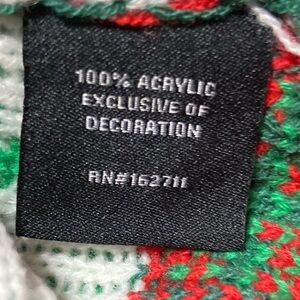 100% ACRYLIC
EXCLUSIVE OF
DECORATION
RN#162711